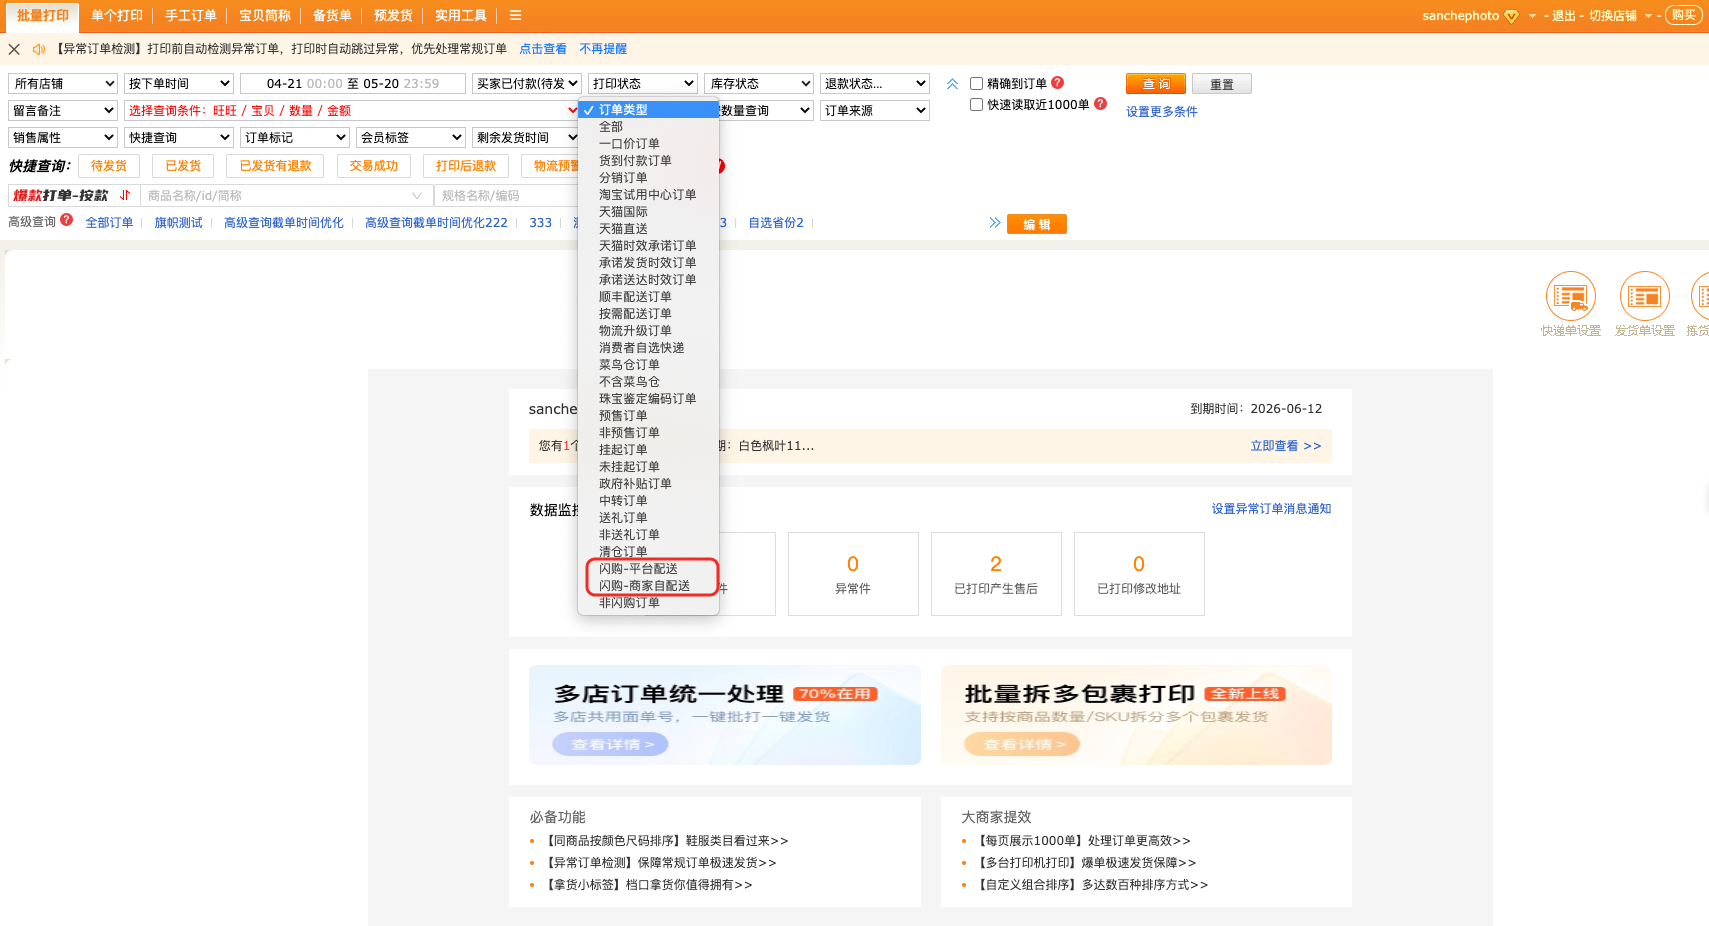 批量打印 单个打印 手工订单 宝贝简称 备货单 预发货 实用工具
sanchephoto - 退出 - 切换店铺 - 购买
【异常订单检测】打印前自动检测异常订单，打印时自动跳过异常，优先处理常规订单 点击查看 不再提醒
所有店铺 按下单时间 04-21 00:00 至 05-20 23:59 买家已付款(待发 打印状态 库存状态 退款状态... 精确到订单 查 询 重置
留言备注 选择查询条件：旺旺 / 宝贝 / 数量 / 金额 数量查询 订单来源 快速读取近1000单 设置更多条件
销售属性 快捷查询 订单标记 会员标签 剩余发货时间
快捷查询: 待发货 已发货 已发货有退款 交易成功 打印后退款 物流预警
爆款打单-按款 商品名称/id/简称 规格名称/编码
高级查询 全部订单 旗帜测试 高级查询截单时间优化 高级查询截单时间优化222 333 3 自选省份2 编 辑
订单类型
全部
一口价订单
货到付款订单
分销订单
淘宝试用中心订单
天猫国际
天猫直送
天猫时效承诺订单
承诺发货时效订单
承诺送达时效订单
顺丰配送订单
按需配送订单
物流升级订单
消费者自选快递
菜鸟仓订单
不含菜鸟仓
珠宝鉴定编码订单
预售订单
非预售订单
挂起订单
未挂起订单
政府补贴订单
中转订单
送礼订单
非送礼订单
清仓订单
闪购-平台配送
闪购-商家自配送
非闪购订单
快递单设置 发货单设置 拣货
sanche 到期时间：2026-06-12
您有1个 期：白色枫叶11... 立即查看 >>
数据监控 设置异常订单消息通知
件
0
异常件
2
已打印产生售后
0
已打印修改地址
多店订单统一处理 70%在用
多店共用面单号，一键批打一键发货
查看详情 >
批量拆多包裹打印 全新上线
支持按商品数量/SKU拆分多个包裹发货
查看详情 >
必备功能
【同商品按颜色尺码排序】鞋服类目看过来>>
【异常订单检测】保障常规订单极速发货>>
【拿货小标签】档口拿货你值得拥有>>
大商家提效
【每页展示1000单】处理订单更高效>>
【多台打印机打印】爆单极速发货保障>>
【自定义组合排序】多达数百种排序方式>>